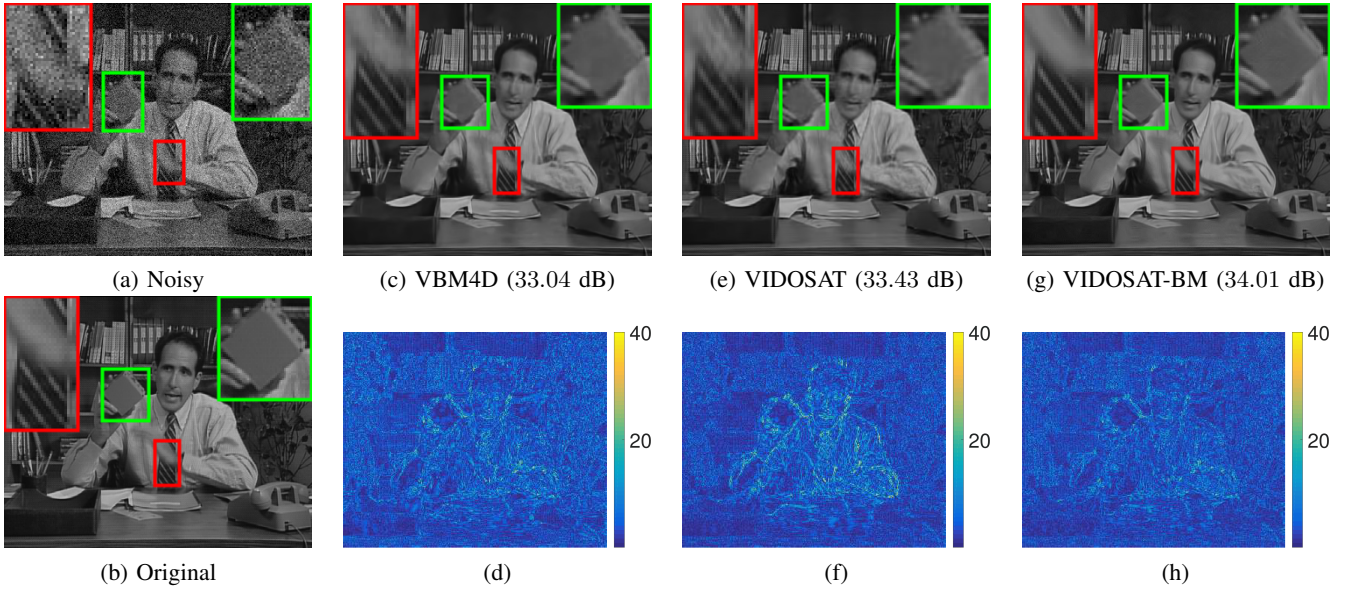 (a) Noisy
(c) VBM4D (33.04 dB)
(e) VIDOSAT (33.43 dB)
(g) VIDOSAT-BM (34.01 dB)
40
20
40
20
40
20
(b) Original
(d)
(f)
(h)